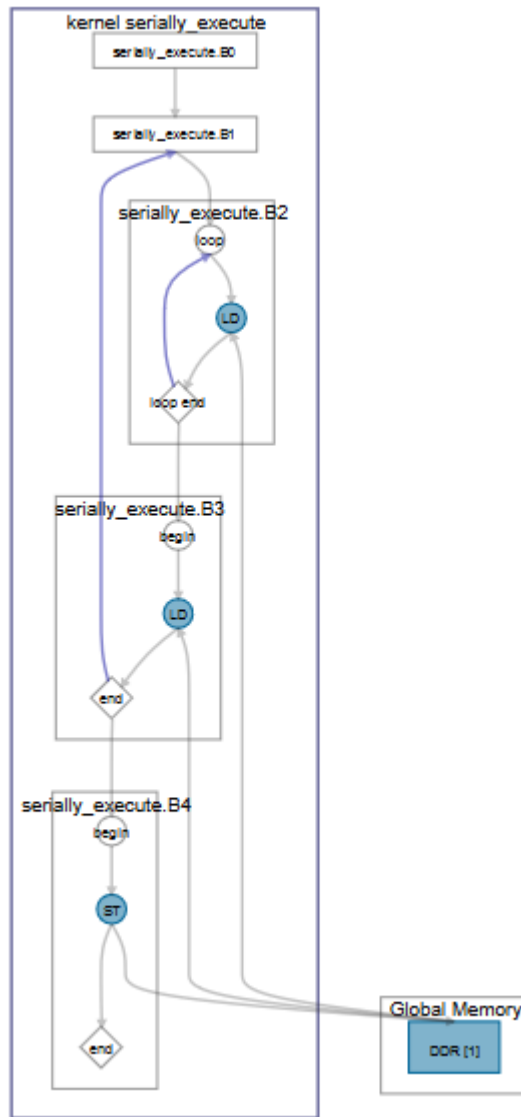 kernel serially_execute
serially_execute.B0
serially_execute.B1
serially_execute.B2
loop
LD
loop end
serially_execute.B3
begin
LD
end
serially_execute.B4
begin
ST
end
Global Memory
DDR [1]